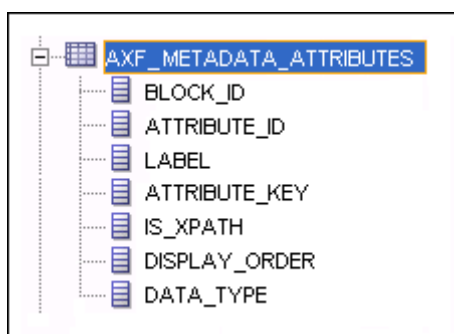 AXF_METADATA_ATTRIBUTES
BLOCK_ID
ATTRIBUTE_ID
LABEL
ATTRIBUTE_KEY
IS_XPATH
DISPLAY_ORDER
DATA_TYPE